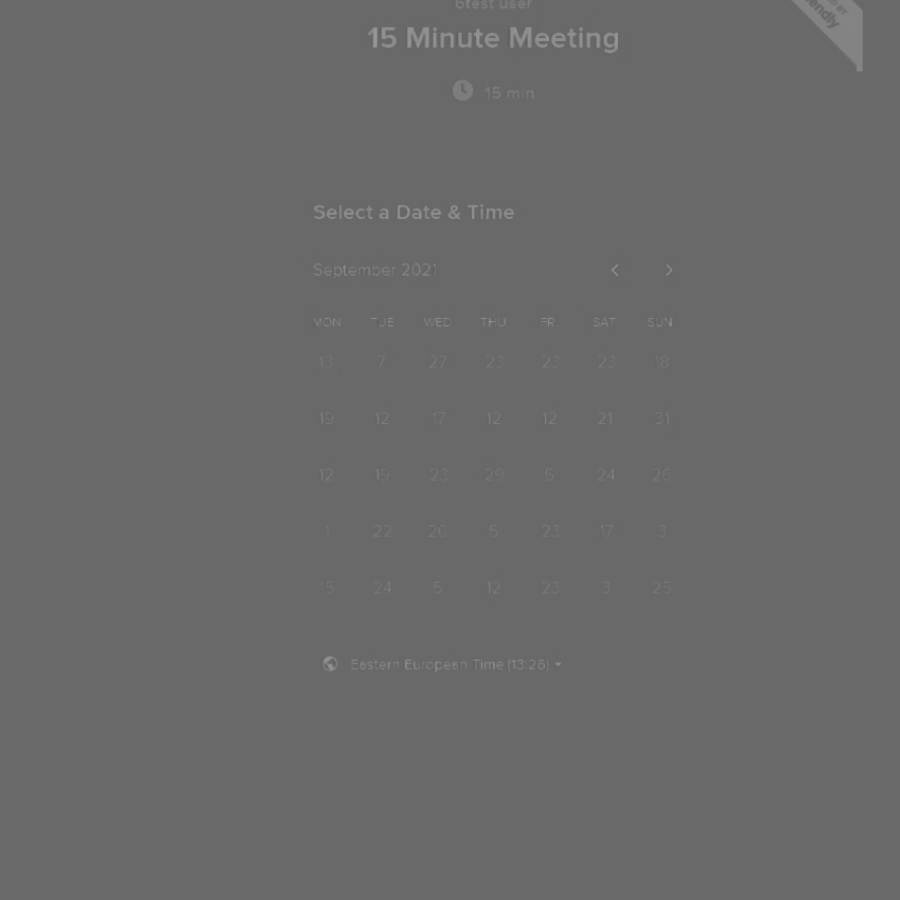 6test user
15 Minute Meeting
15 min
Select a Date & Time
September 2021
MON TUE WED THU FRI SAT SUN
13 7 27 23 23 23 18
19 12 17 12 12 21 31
12 19 23 29 5 24 26
1 22 20 5 23 17 3
15 24 5 12 23 3 25
Eastern European Time (13:26)